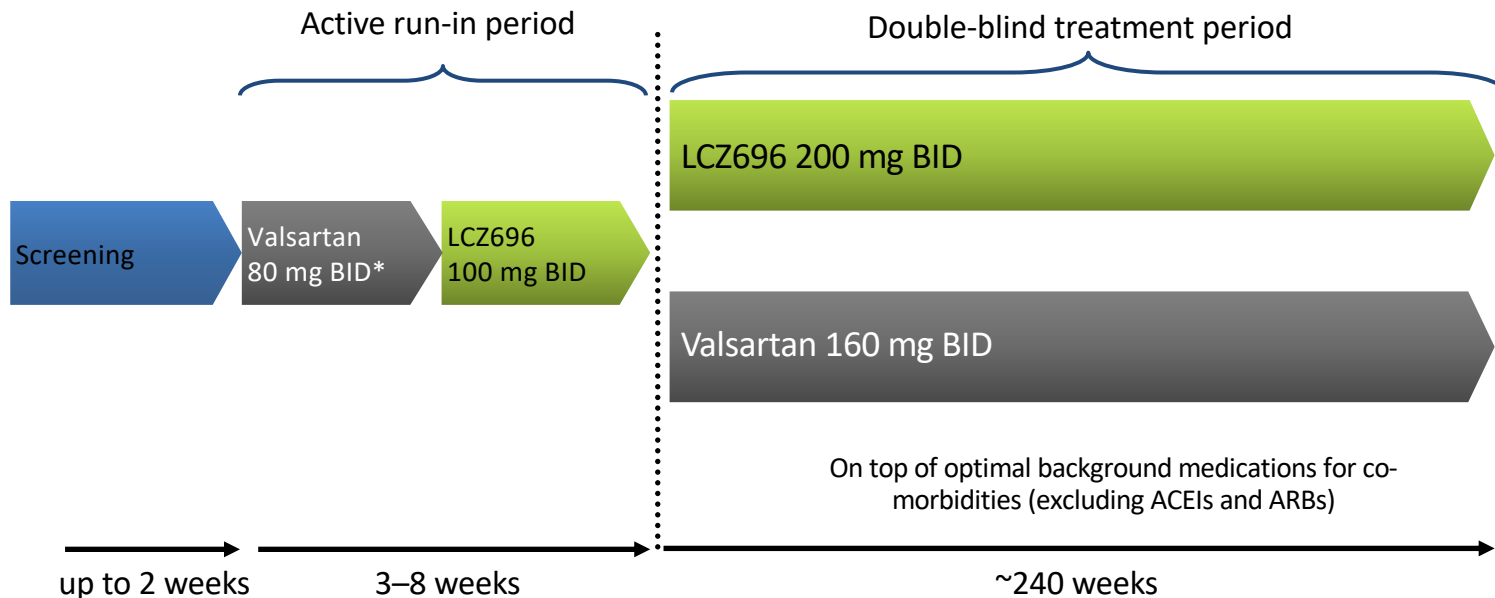 Active run-in period
Double-blind treatment period
LCZ696 200 mg BID
Screening
Valsartan
80 mg BID*
LCZ696
100 mg BID
Valsartan 160 mg BID
On top of optimal background medications for co-
morbidities (excluding ACEIs and ARBs)
up to 2 weeks
3–8 weeks
~240 weeks